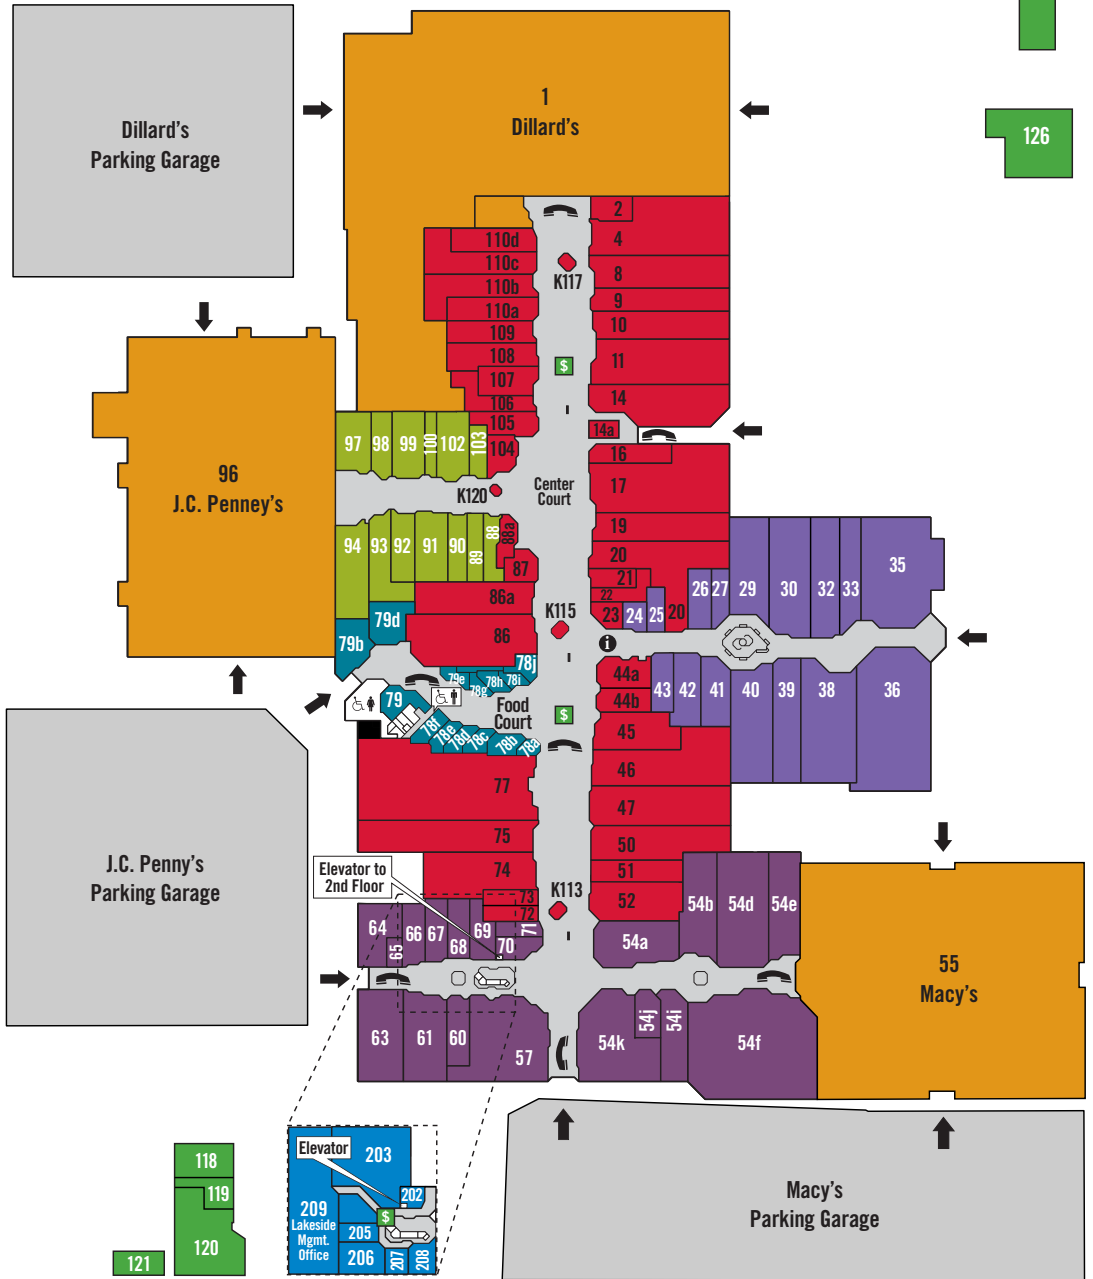 1
Dillard's
Dillard's
Parking Garage
126
2
110d
4
110c
K117
8
110b
9
110a
10
109
108
$
11
107
106
14
105
14a
97
98
99
100
102
103
104
16
96
J.C. Penney's
K120
Center
Court
17
19
94
93
92
91
90
89
88
88a
87
20
21
22
23
24
25
20
26
27
29
30
32
33
35
86a
79d
86
K115
79b
i
78j
79e
78g
78h
78i
44a
44b
43
42
41
40
39
38
36
79
Food
Court
$
78f
78e
78d
78c
78b
78a
45
46
77
47
75
50
J.C. Penny's
Parking Garage
Elevator to
2nd Floor
74
51
K113
73
52
72
54b
54d
54e
64
65
66
67
68
69
70
71
54a
55
Macy's
63
61
60
57
54k
54j
54i
54f
118
119
120
121
Elevator
203
202
209
Lakeside
Mgmt.
Office
$
205
206
207
208
Macy's
Parking Garage